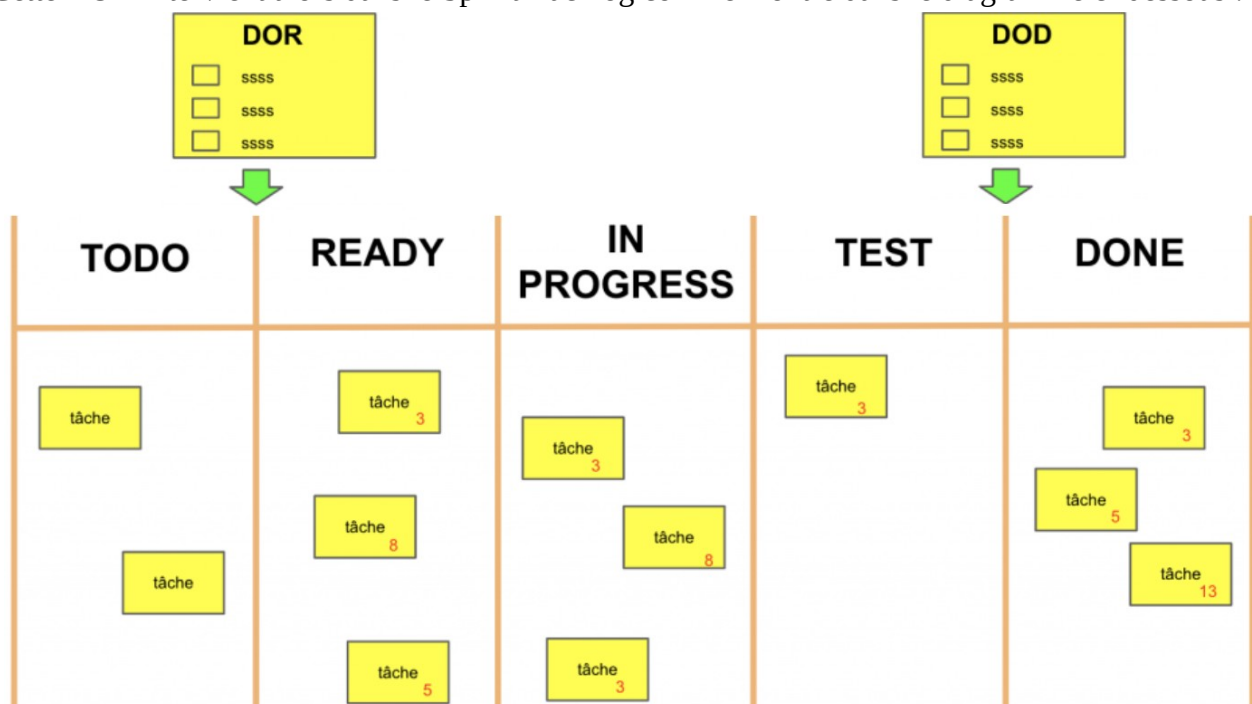 DOR
ssss
ssss
ssss
DOD
ssss
ssss
ssss
TODO
READY
IN
PROGRESS
TEST
DONE
tâche
tâche
tâche 3
tâche 8
tâche 5
tâche 3
tâche 8
tâche 3
tâche 3
tâche 3
tâche 5
tâche 13